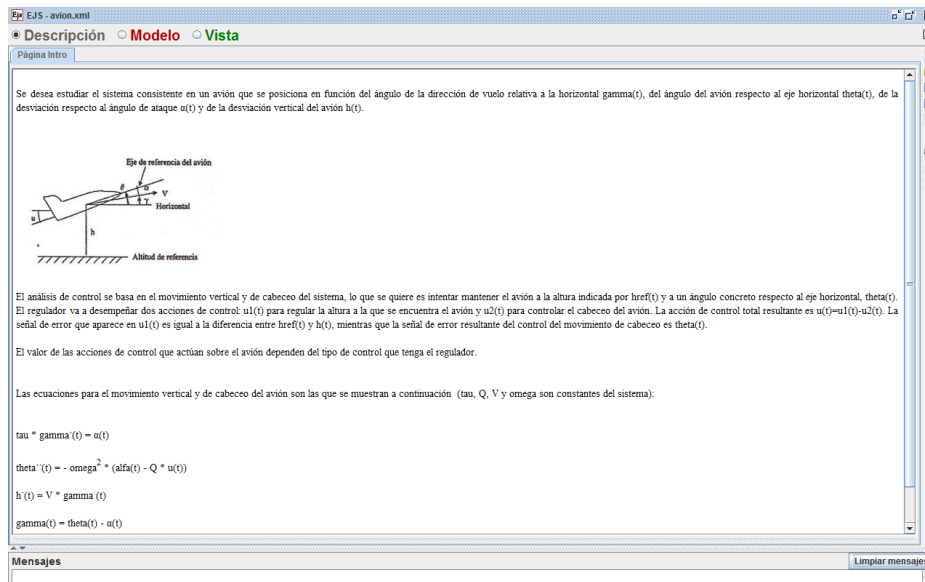 Ejs EJS - avion.xml
Descripción Modelo Vista
Página Intro
Se desea estudiar el sistema consistente en un avión que se posiciona en función del ángulo de la dirección de vuelo relativa a la horizontal gamma(t), del ángulo del avión respecto al eje horizontal theta(t), de la
desviación respecto al ángulo de ataque α(t) y de la desviación vertical del avión h(t).
Eje de referencia del avión
θ α
V
γ
Horizontal
u
h
Altitud de referencia
El análisis de control se basa en el movimiento vertical y de cabeceo del sistema, lo que se quiere es intentar mantener el avión a la altura indicada por href(t) y a un ángulo concreto respecto al eje horizontal, theta(t).
El regulador va a desempeñar dos acciones de control: u1(t) para regular la altura a la que se encuentra el avión y u2(t) para controlar el cabeceo del avión. La acción de control total resultante es u(t)=u1(t)-u2(t). La
señal de error que aparece en u1(t) es igual a la diferencia entre href(t) y h(t), mientras que la señal de error resultante del control del movimiento de cabeceo es theta(t).
El valor de las acciones de control que actúan sobre el avión dependen del tipo de control que tenga el regulador.
Las ecuaciones para el movimiento vertical y de cabeceo del avión son las que se muestran a continuación (tau, Q, V y omega son constantes del sistema):
tau * gamma´(t) = α(t)
theta´´(t) = - omega² * (alfa(t) - Q * u(t))
h´(t) = V * gamma (t)
gamma(t) = theta(t) - α(t)
Mensajes Limpiar mensajes